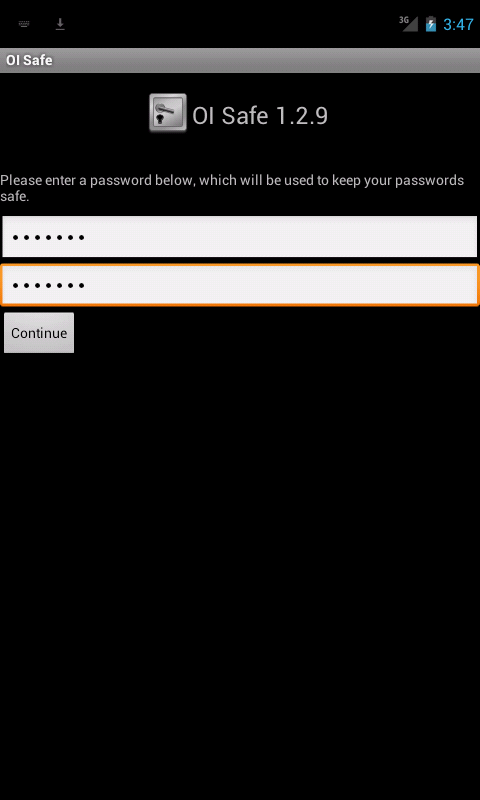 3G 3:47
OI Safe
OI Safe 1.2.9
Please enter a password below, which will be used to keep your passwords
safe.
•••••••
•••••••
Continue